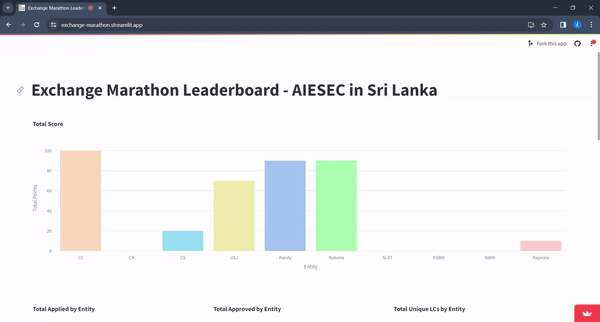 Exchange Marathon Leader
exchange-marathon.streamlit.app
Fork this app
Exchange Marathon Leaderboard - AIESEC in Sri Lanka
Total Score
Total Points
100
80
60
40
20
0
CC CN CS USJ Kandy Ruhuna SLIIT NSBM NIBM Rajarata
Entity
Total Applied by Entity Total Approved by Entity Total Unique LCs by Entity